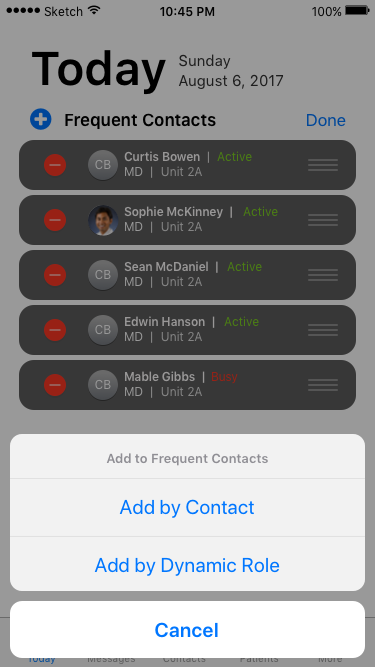 Sketch 10:45 PM 100%
Today
Sunday
August 6, 2017
Frequent Contacts Done
CB Curtis Bowen | Active
MD | Unit 2A
Sophie McKinney | Active
MD | Unit 2A
CB Sean McDaniel | Active
MD | Unit 2A
CB Edwin Hanson | Active
MD | Unit 2A
CB Mable Gibbs | Busy
MD | Unit 2A
Add to Frequent Contacts
Add by Contact
Add by Dynamic Role
Cancel
Today Messages Contacts Patients More